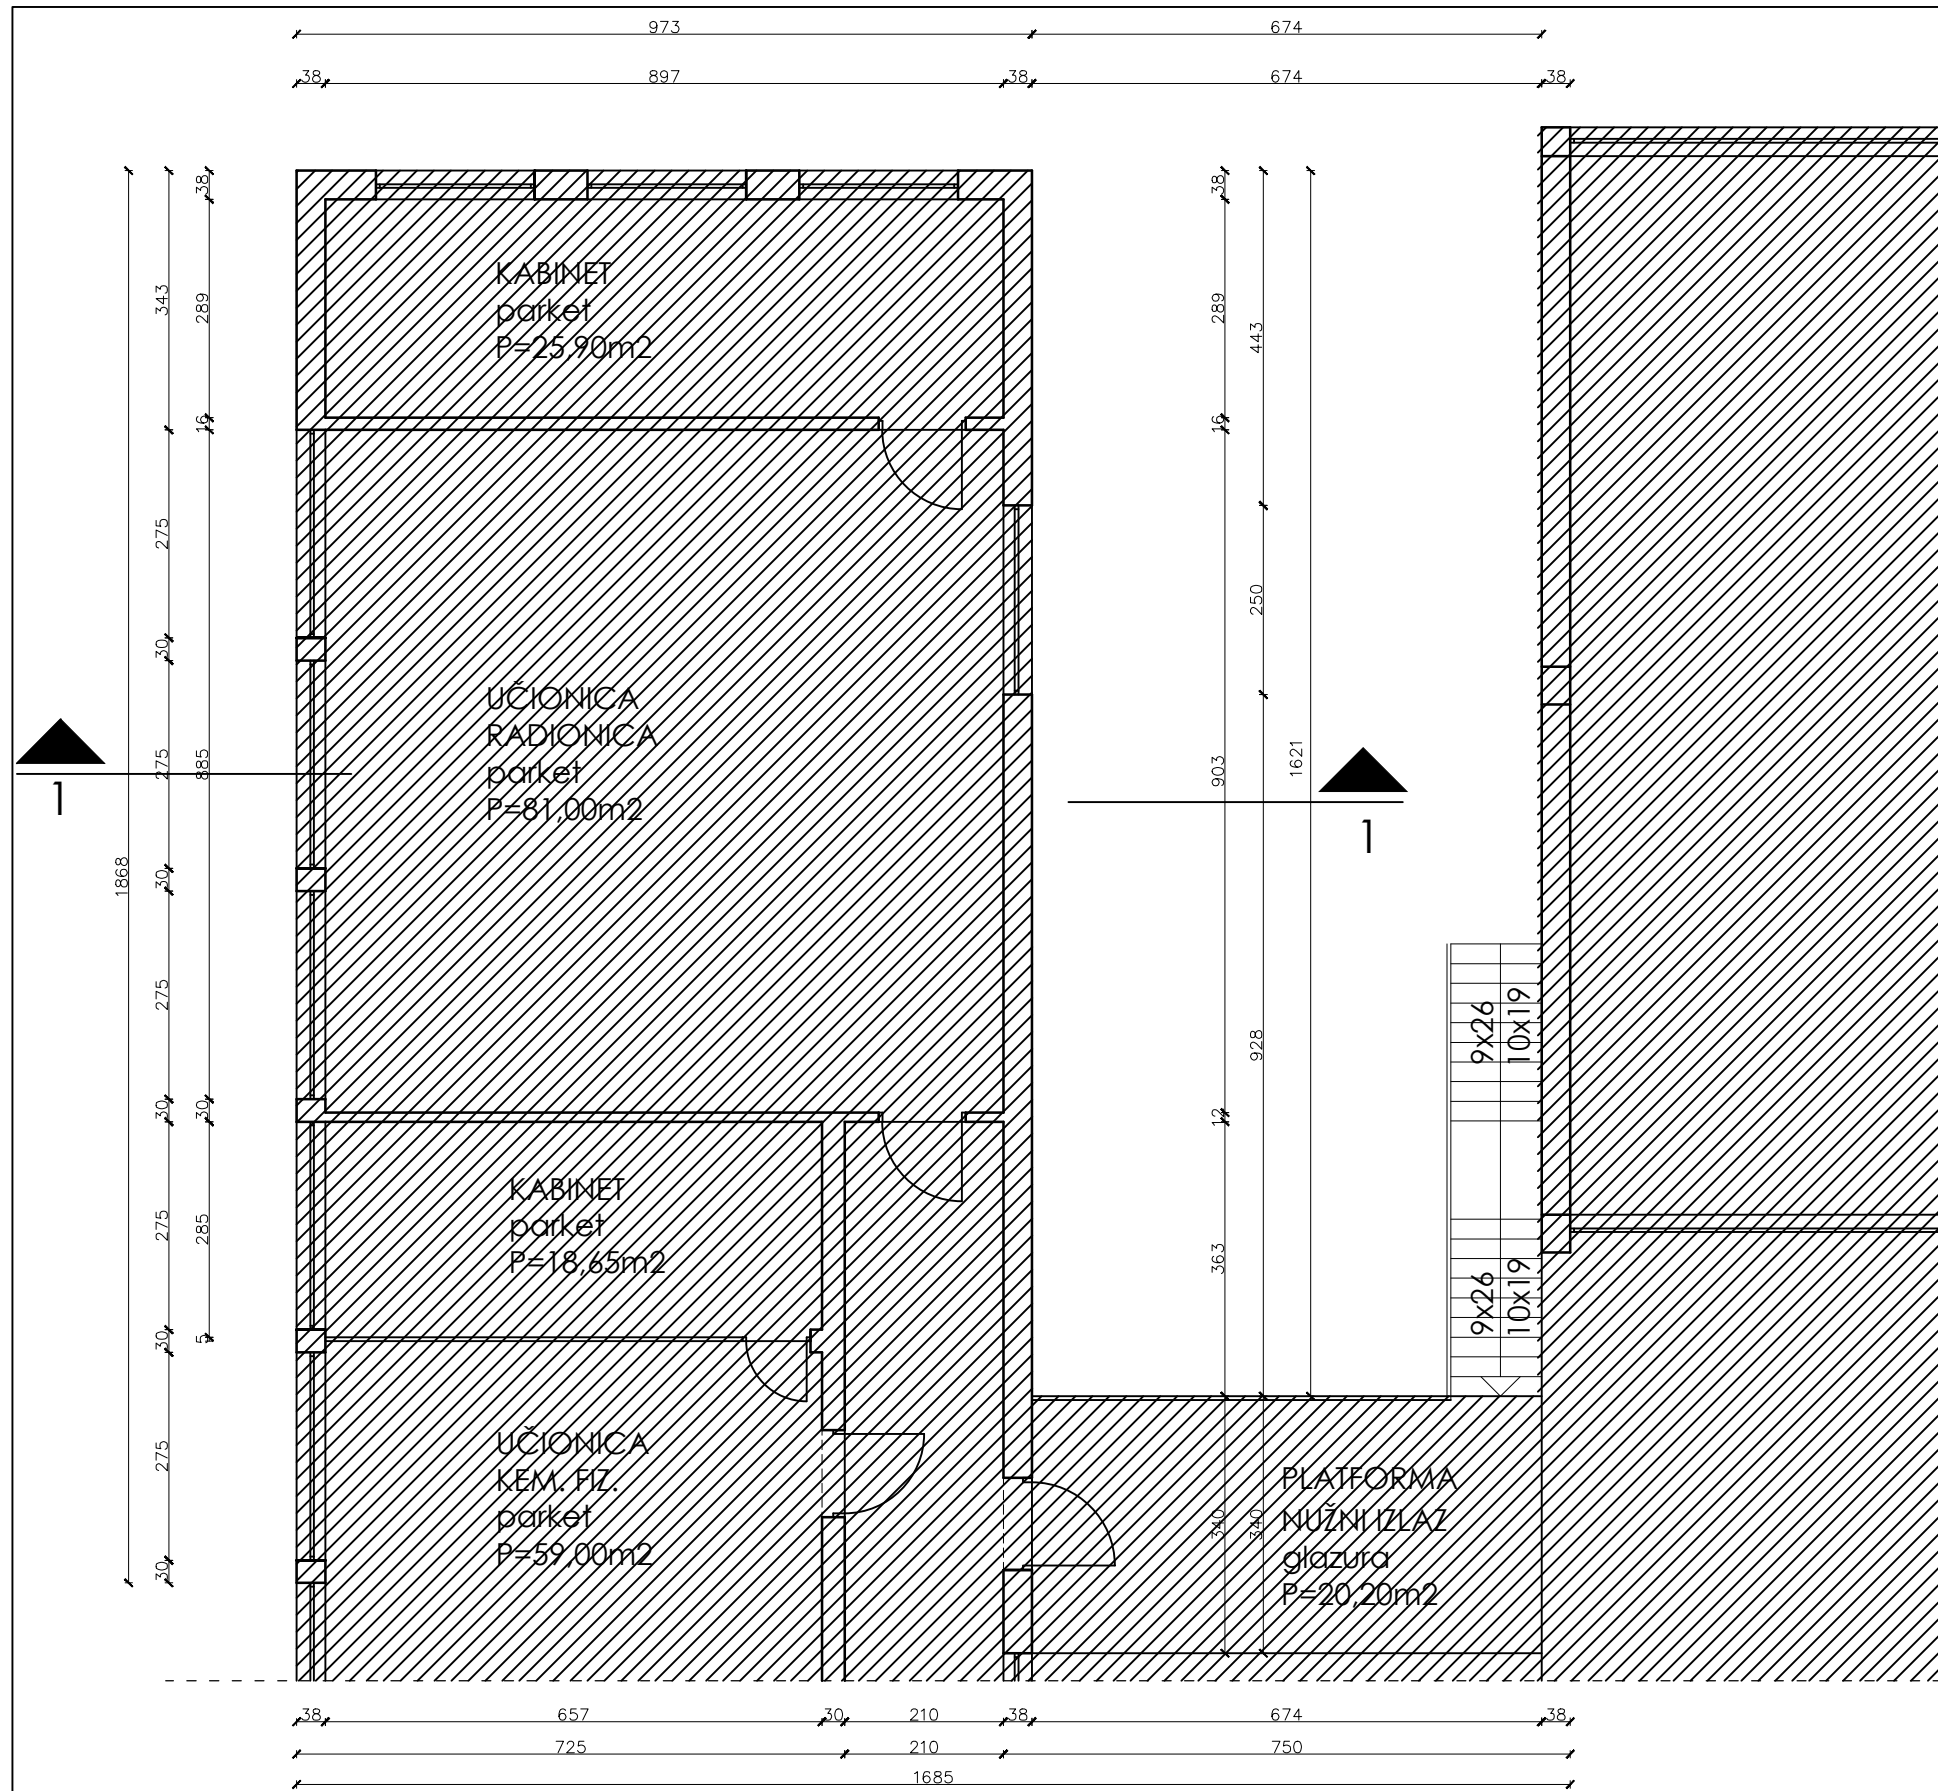 973
674
38
897
38
674
38
38
343
289
16
275
30
275
885
30
1868
275
30
30
275
285
30
5
275
30
KABINET
parket
P=25,90m2
UČIONICA
RADIONICA
parket
P=81,00m2
KABINET
parket
P=18,65m2
UČIONICA
KEM. FIZ.
parket
P=59,00m2
38
289
443
16
250
903
1621
928
12
363
340
340
1
1
9x26
10x19
9x26
10x19
PLATFORMA
NUŽNI IZLAZ
glazura
P=20,20m2
38
657
30
210
38
674
38
725
210
750
1685